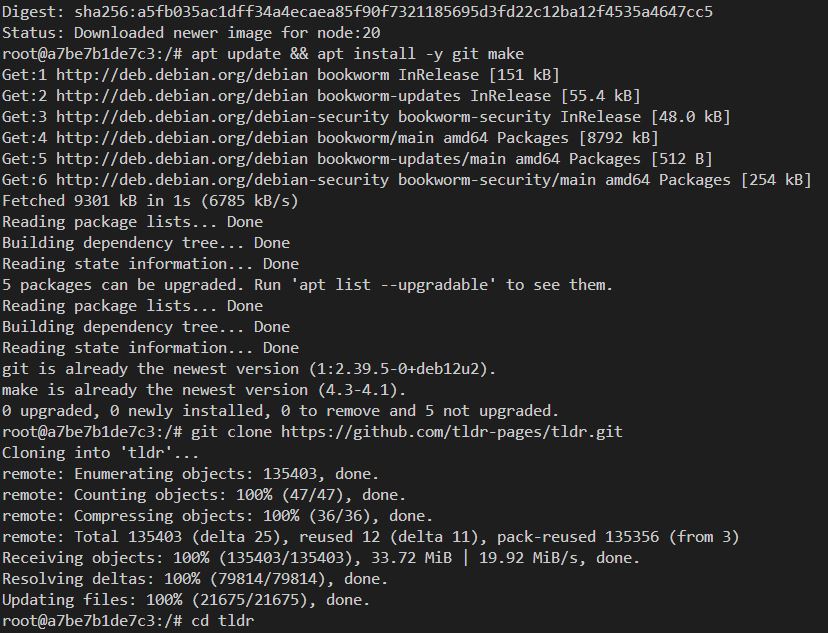 Digest: sha256:a5fb035ac1dff34a4ecaea85f90f7321185695d3fd22c12ba12f4535a4647cc5
Status: Downloaded newer image for node:20
root@a7be7b1de7c3:/# apt update && apt install -y git make
Get:1 http://deb.debian.org/debian bookworm InRelease [151 kB]
Get:2 http://deb.debian.org/debian bookworm-updates InRelease [55.4 kB]
Get:3 http://deb.debian.org/debian-security bookworm-security InRelease [48.0 kB]
Get:4 http://deb.debian.org/debian bookworm/main amd64 Packages [8792 kB]
Get:5 http://deb.debian.org/debian bookworm-updates/main amd64 Packages [512 B]
Get:6 http://deb.debian.org/debian-security bookworm-security/main amd64 Packages [254 kB]
Fetched 9301 kB in 1s (6785 kB/s)
Reading package lists... Done
Building dependency tree... Done
Reading state information... Done
5 packages can be upgraded. Run 'apt list --upgradable' to see them.
Reading package lists... Done
Building dependency tree... Done
Reading state information... Done
git is already the newest version (1:2.39.5-0+deb12u2).
make is already the newest version (4.3-4.1).
0 upgraded, 0 newly installed, 0 to remove and 5 not upgraded.
root@a7be7b1de7c3:/# git clone https://github.com/tldr-pages/tldr.git
Cloning into 'tldr'...
remote: Enumerating objects: 135403, done.
remote: Counting objects: 100% (47/47), done.
remote: Compressing objects: 100% (36/36), done.
remote: Total 135403 (delta 25), reused 12 (delta 11), pack-reused 135356 (from 3)
Receiving objects: 100% (135403/135403), 33.72 MiB | 19.92 MiB/s, done.
Resolving deltas: 100% (79814/79814), done.
Updating files: 100% (21675/21675), done.
root@a7be7b1de7c3:/# cd tldr